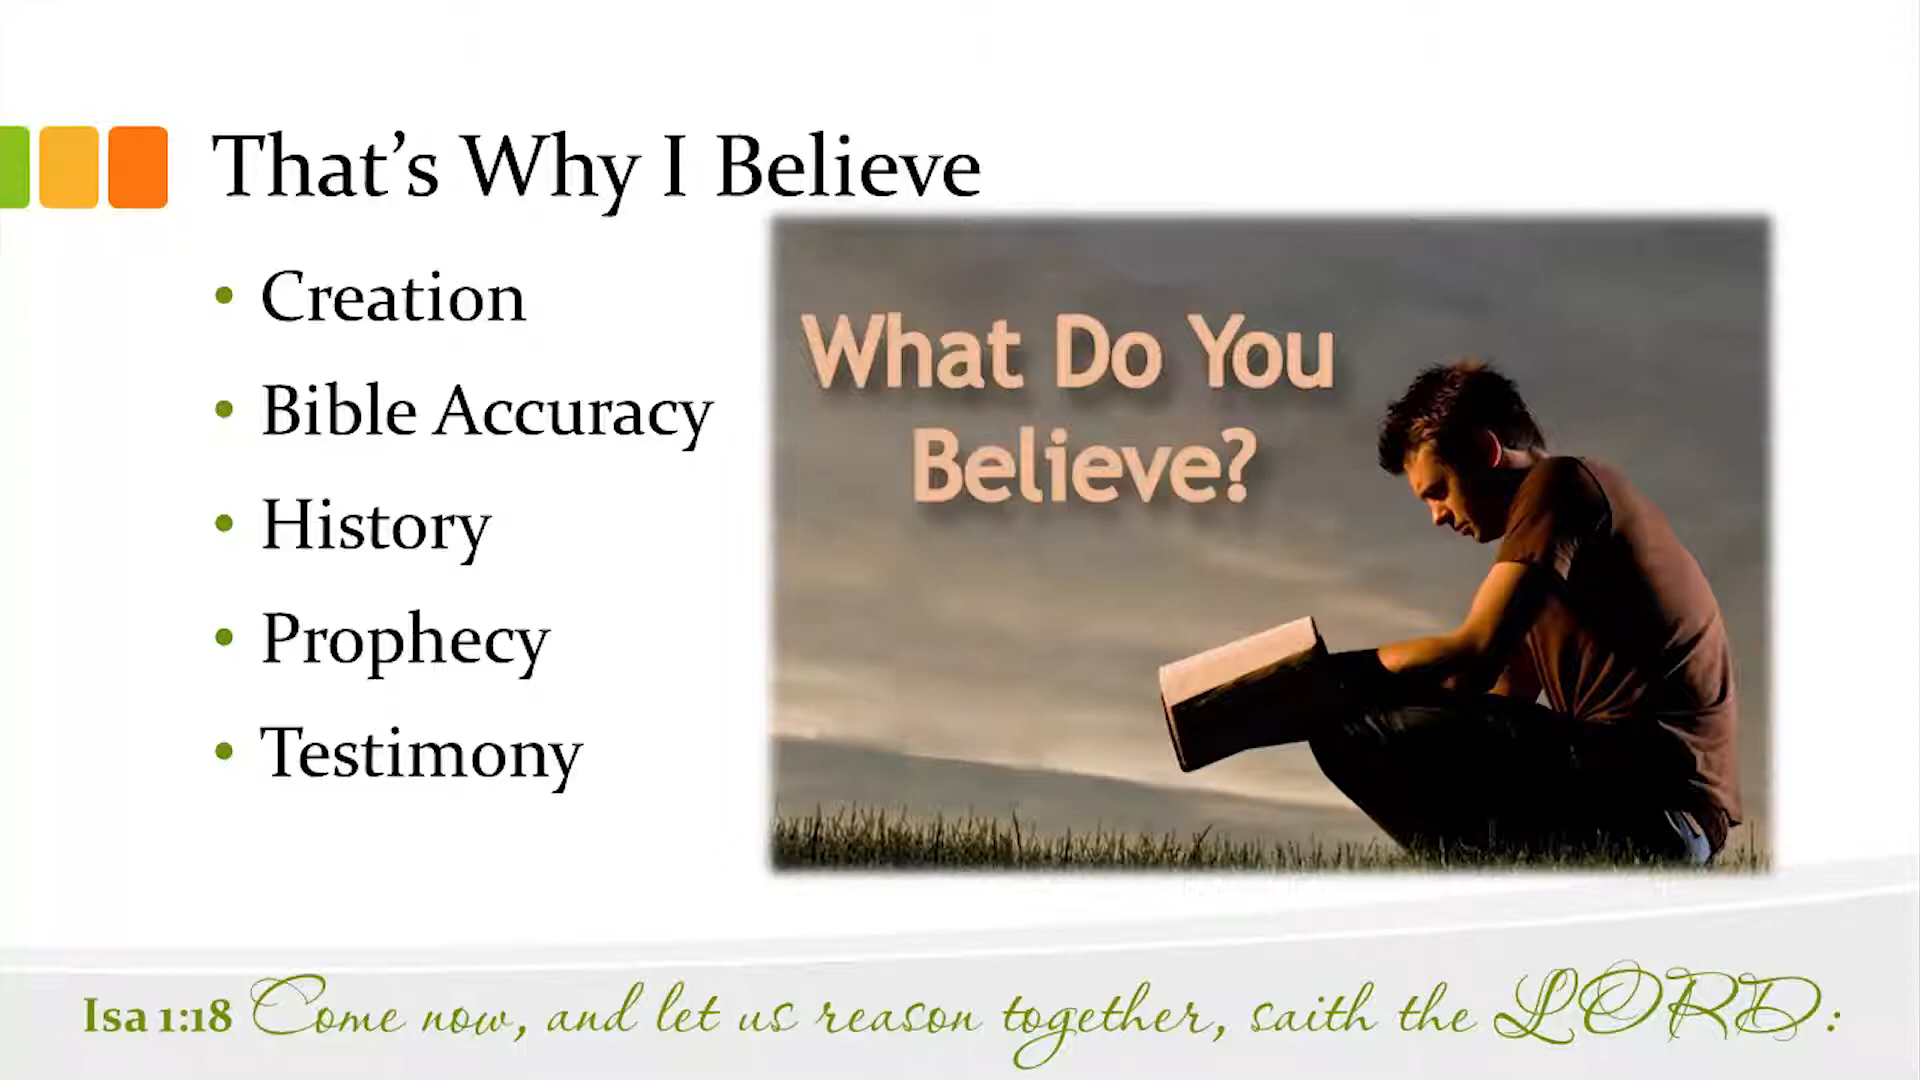 That's Why I Believe
• Creation
• Bible Accuracy
• History
• Prophecy
• Testimony
What Do You
Believe?
Isa 1:18 Come now, and let us reason together, saith the LORD: